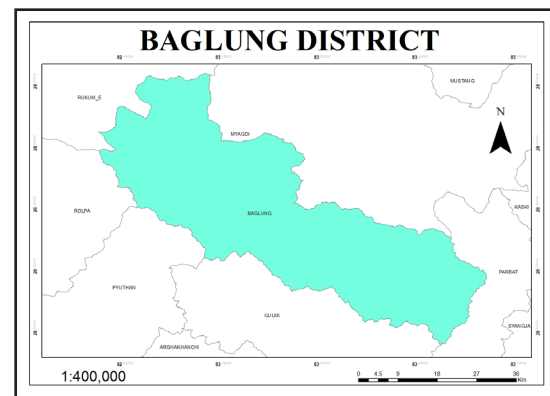 BAGLUNG DISTRICT
MUSTANG
RUKUM_E
N
MYAGDI
ROLPA
BAGLUNG
KASKI
PARBAT
PYUTHAN
GULMI
SYANGJA
ARGHAKHANCHI
1:400,000
0 4.5 9 18 27 36
Km